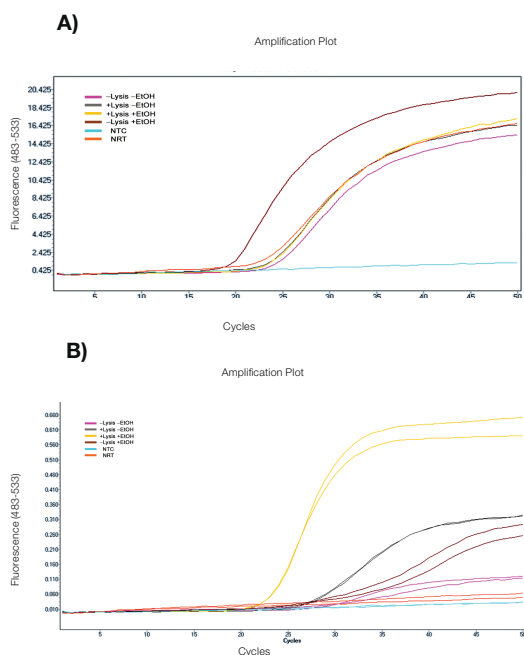 A)
Amplification Plot
Fluorescence (483-533)
20.425
18.425
16.425
14.425
12.425
10.425
8.425
6.425
4.425
2.425
0.425
–Lysis –EtOH
+Lysis –EtOH
+Lysis +EtOH
–Lysis +EtOH
NTC
NRT
5 10 15 20 25 30 35 40 45 50
Cycles
B)
Amplification Plot
Fluorescence (483-533)
0.660
0.610
0.560
0.510
0.460
0.410
0.360
0.310
0.260
0.210
0.160
0.110
0.060
0.010
–Lysis –EtOH
+Lysis –EtOH
+Lysis +EtOH
–Lysis +EtOH
NTC
NRT
5 10 15 20 25 30 35 40 45 50
Cycles
Cycles